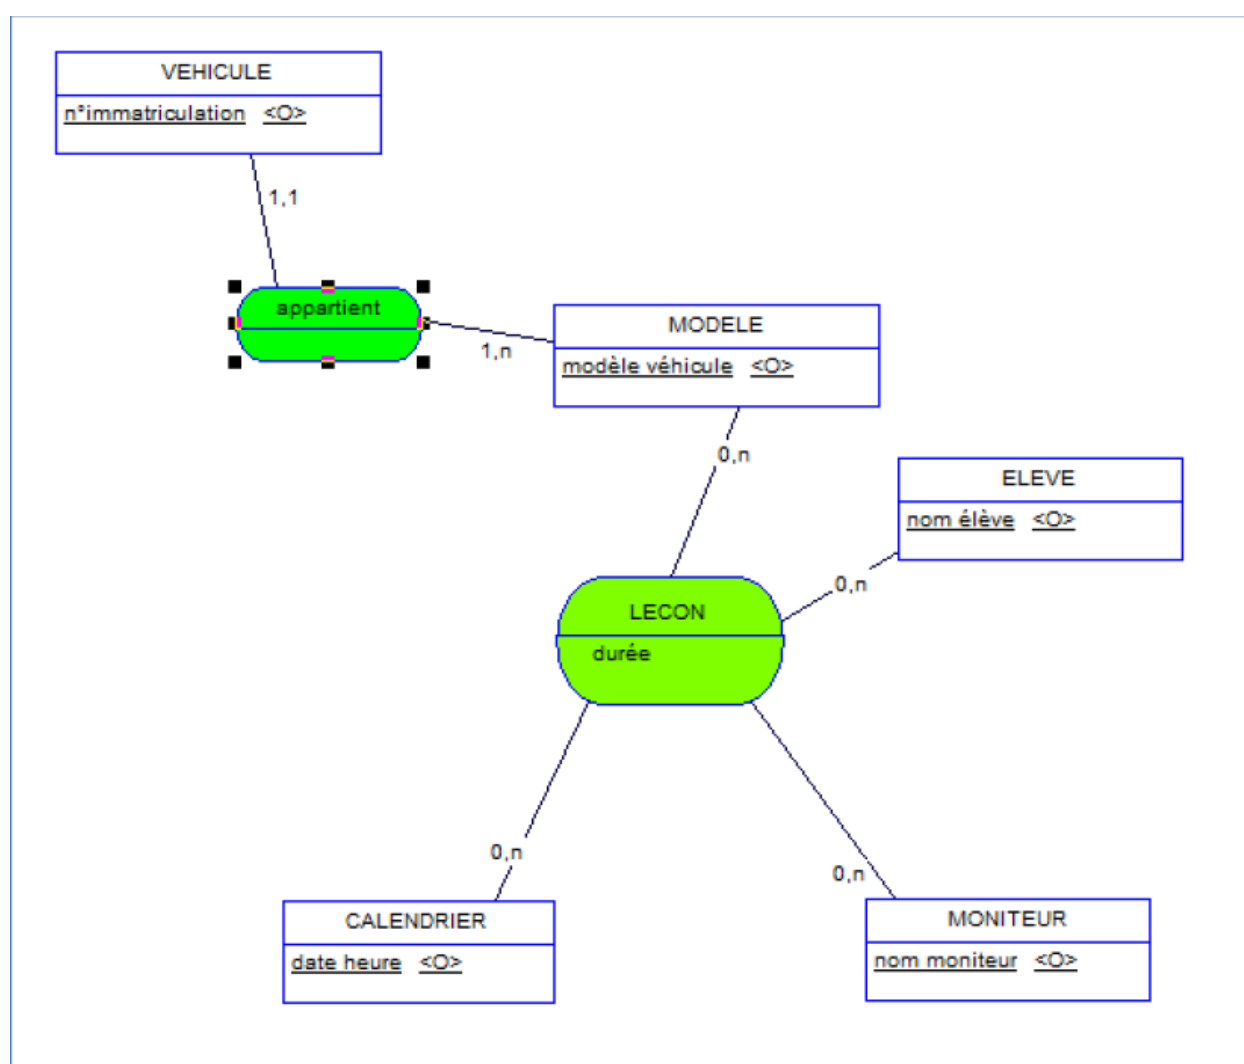 VEHICULE
n°immatriculation <O>
1,1
appartient
1,n
MODELE
modèle véhicule <O>
0,n
ELEVE
nom élève <O>
0,n
LECON
durée
0,n
0,n
CALENDRIER
date heure <O>
MONITEUR
nom moniteur <O>